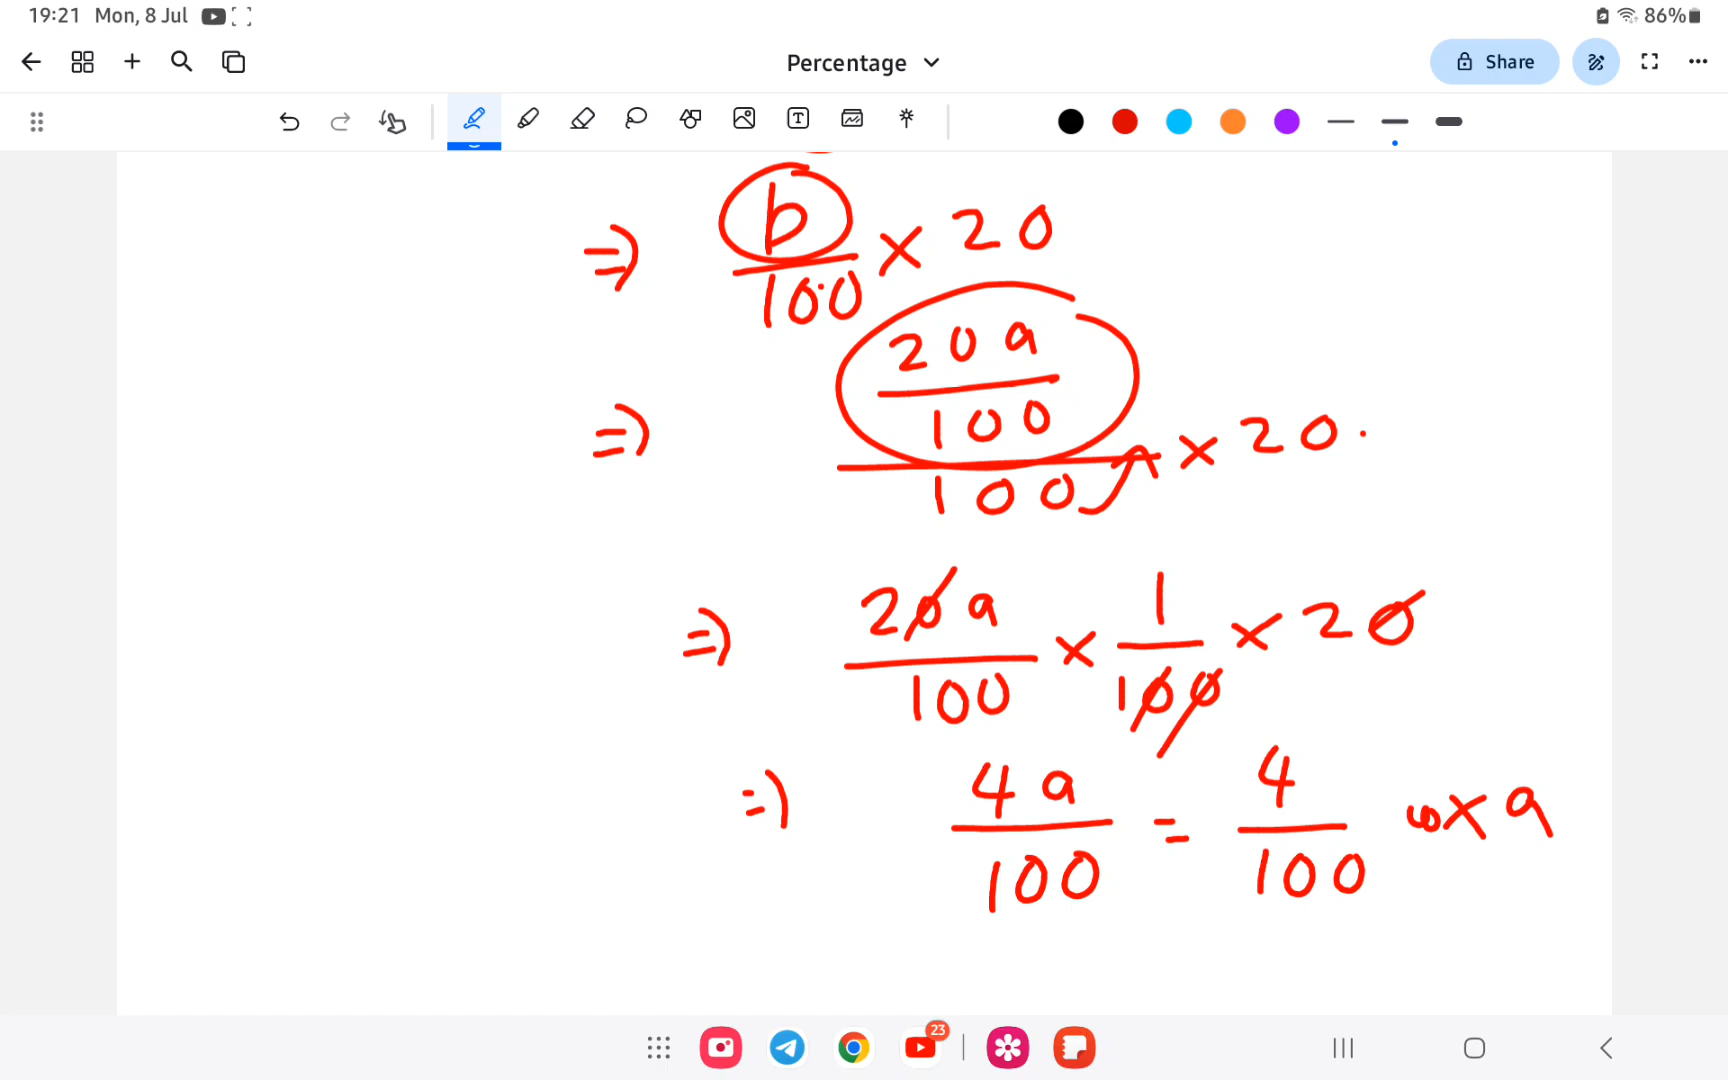 19:21 Mon, 8 Jul 86%
Percentage Share
⇒ b/100 × 20
⇒ (20a/100)/100 × 20.
⇒ 20a/100 × 1/100 × 20
⇒ 4a/100 = 4/100 × a
23